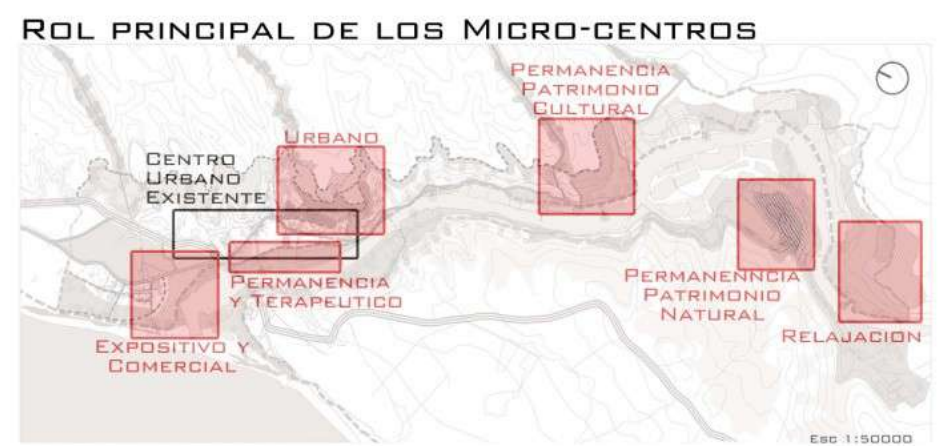 ROL PRINCIPAL DE LOS MICRO-CENTROS
PERMANENCIA
PATRIMONIO
CULTURAL
URBANO
CENTRO
URBANO
EXISTENTE
PERMANENCIA
Y TERAPEUTICO
PERMANENNCIA
PATRIMONIO
NATURAL
RELAJACION
EXPOSITIVO Y
COMERCIAL
ESC 1:50000